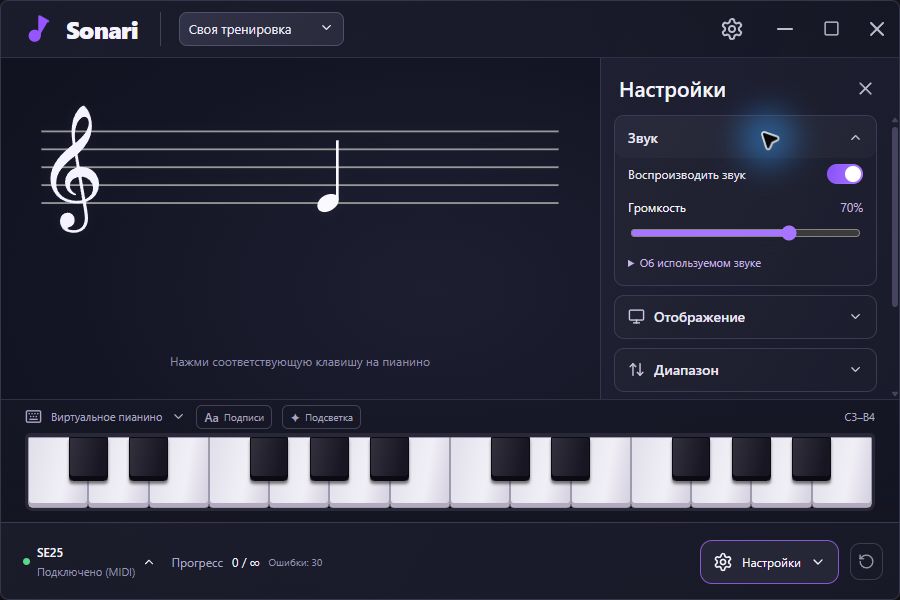 Sonari
Своя тренировка
Настройки
Звук
Воспроизводить звук
Громкость 70%
Об используемом звуке
Отображение
Диапазон
Нажми соответствующую клавишу на пианино
Виртуальное пианино
Aa Подписи
Подсветка
C3–B4
SE25
Подключено (MIDI)
Прогресс 0 / ∞ Ошибки: 30
Настройки